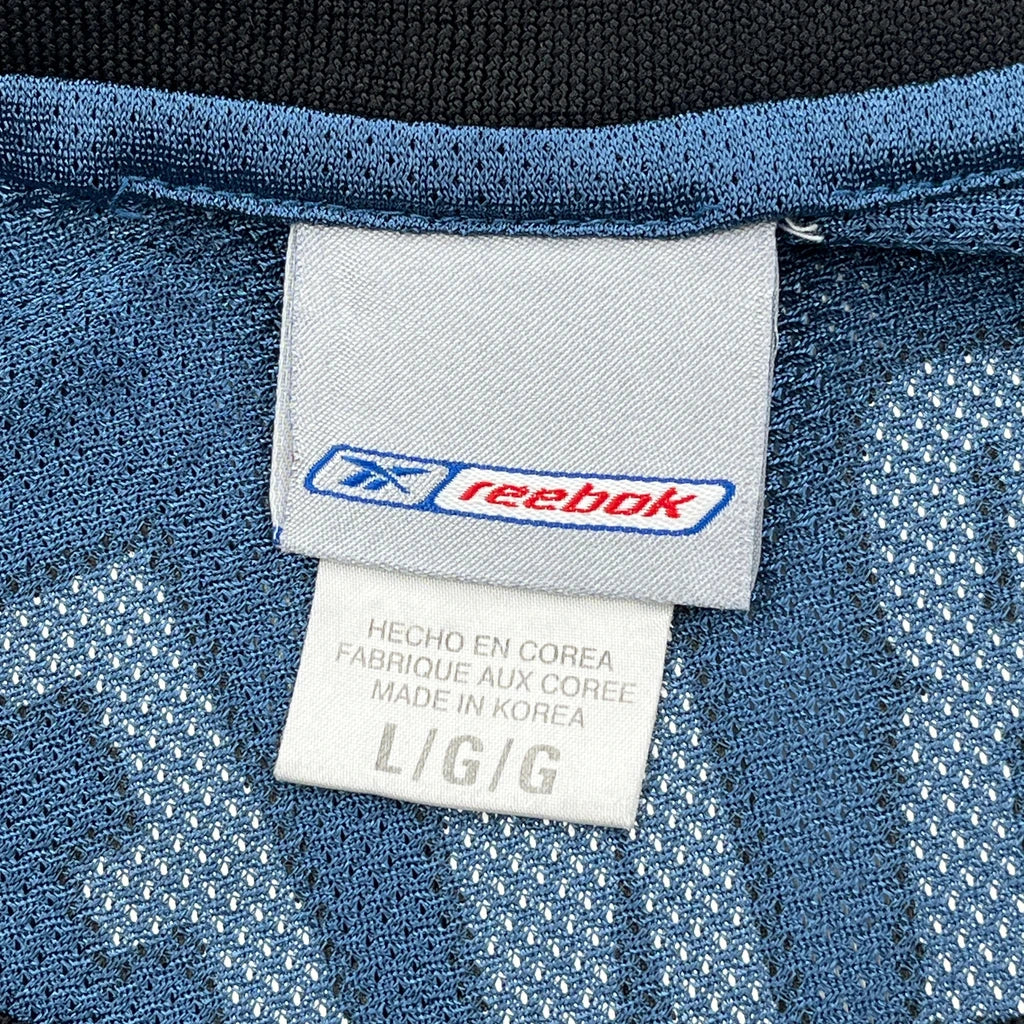 reebok
HECHO EN COREA
FABRIQUE AUX COREE
MADE IN KOREA
L/G/G